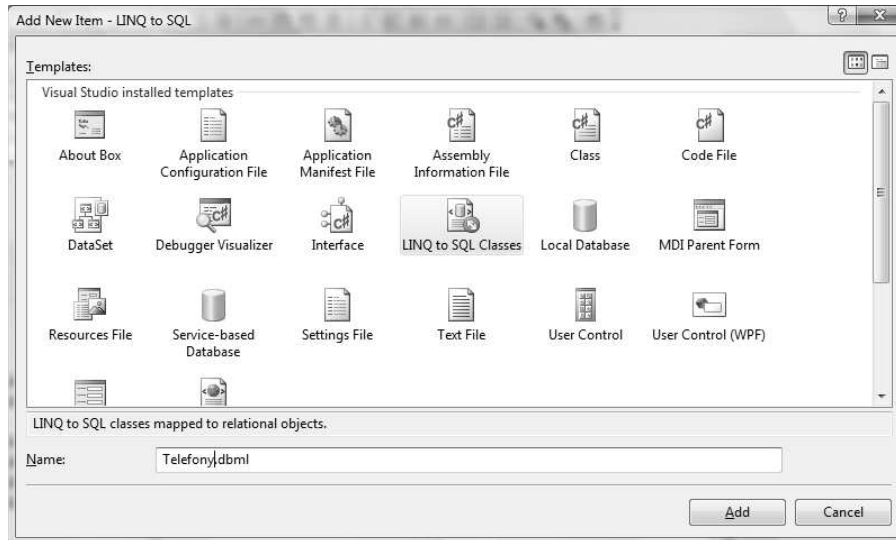 Add New Item - LINQ to SQL
Templates:
Visual Studio installed templates
About Box
Application Configuration File
Application Manifest File
Assembly Information File
Class
Code File
DataSet
Debugger Visualizer
Interface
LINQ to SQL Classes
Local Database
MDI Parent Form
Resources File
Service-based Database
Settings File
Text File
User Control
User Control (WPF)
LINQ to SQL classes mapped to relational objects.
Name:
Telefony.dbml
Add
Cancel